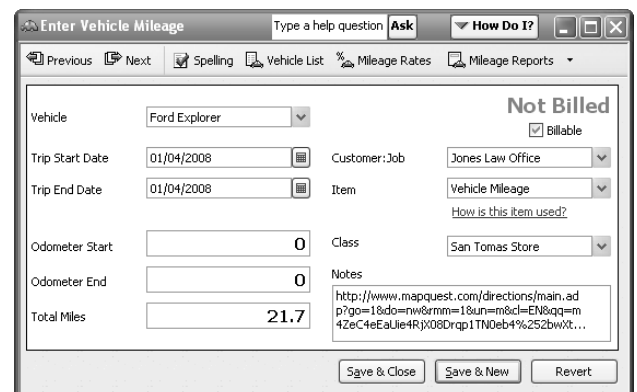 Enter Vehicle Mileage Type a help question Ask How Do I?
Previous Next Spelling Vehicle List Mileage Rates Mileage Reports
Not Billed
Vehicle Ford Explorer Billable
Trip Start Date 01/04/2008 Customer:Job Jones Law Office
Trip End Date 01/04/2008 Item Vehicle Mileage
How is this item used?
Odometer Start 0 Class San Tomas Store
Odometer End 0 Notes
Total Miles 21.7
http://www.mapquest.com/directions/main.ad
p?go=1&do=nw&rmm=1&un=m&cl=EN&qq=m
4ZeC4eEaUie4RjX08Drqp1TN0eb4%252bwXt...
Save & Close Save & New Revert